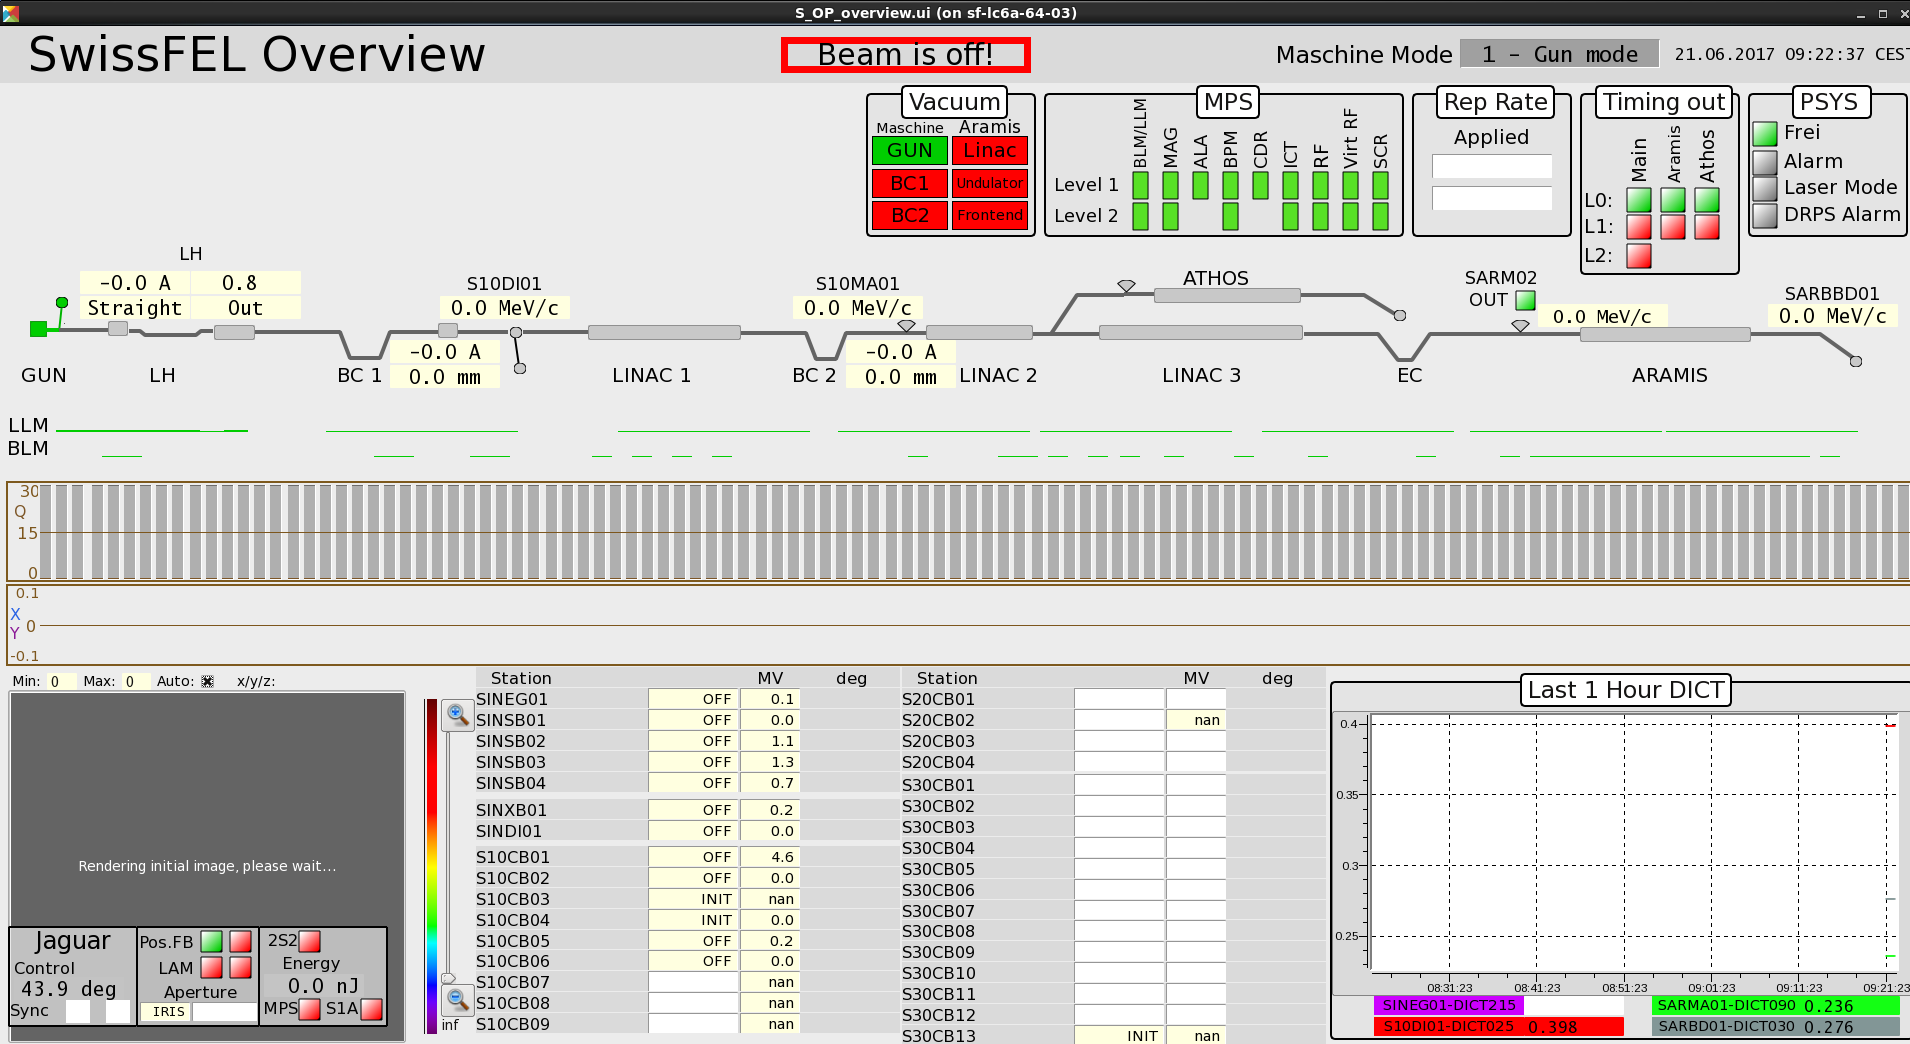 S_OP_overview.ui (on sf-lc6a-64-03)
SwissFEL Overview
Beam is off!
Maschine Mode
1 - Gun mode
21.06.2017 09:22:37 CEST
Vacuum
Maschine Aramis
GUN Linac
BC1 Undulator
BC2 Frontend
MPS
BLM/LLM MAG ALA BPM CDR ICT RF Virt RF SCR
Level 1
Level 2
Rep Rate
Applied
Timing out
Main Aramis Athos
L0:
L1:
L2:
PSYS
Frei
Alarm
Laser Mode
DRPS Alarm
LH
-0.0 A 0.8
Straight Out
S10DI01
0.0 MeV/c
S10MA01
0.0 MeV/c
ATHOS
SARM02
OUT
0.0 MeV/c
SARBBD01
0.0 MeV/c
-0.0 A
0.0 mm
-0.0 A
0.0 mm
GUN LH BC 1 LINAC 1 BC 2 LINAC 2 LINAC 3 EC ARAMIS
LLM
BLM
30
Q
15
0
0.1
X
Y 0
-0.1
Min: 0 Max: 0 Auto: x/y/z:
Rendering initial image, please wait...
Jaguar
Control
43.9 deg
Sync
Pos.FB
LAM
Aperture
IRIS
2S2
Energy
0.0 nJ
MPS S1A
inf
Station MV deg
SINEG01 OFF 0.1
SINSB01 OFF 0.0
SINSB02 OFF 1.1
SINSB03 OFF 1.3
SINSB04 OFF 0.7
SINXB01 OFF 0.2
SINDI01 OFF 0.0
S10CB01 OFF 4.6
S10CB02 OFF 0.0
S10CB03 INIT nan
S10CB04 INIT 0.0
S10CB05 OFF 0.2
S10CB06 OFF 0.0
S10CB07 nan
S10CB08 nan
S10CB09 nan
Station MV deg
S20CB01
S20CB02 nan
S20CB03
S20CB04
S30CB01
S30CB02
S30CB03
S30CB04
S30CB05
S30CB06
S30CB07
S30CB08
S30CB09
S30CB10
S30CB11
S30CB12
S30CB13 INIT nan
Last 1 Hour DICT
0.4
0.35
0.3
0.25
08:31:23 08:41:23 08:51:23 09:01:23 09:11:23 09:21:23
SINEG01-DICT215
SARMA01-DICT090 0.236
S10DI01-DICT025 0.398
SARBD01-DICT030 0.276